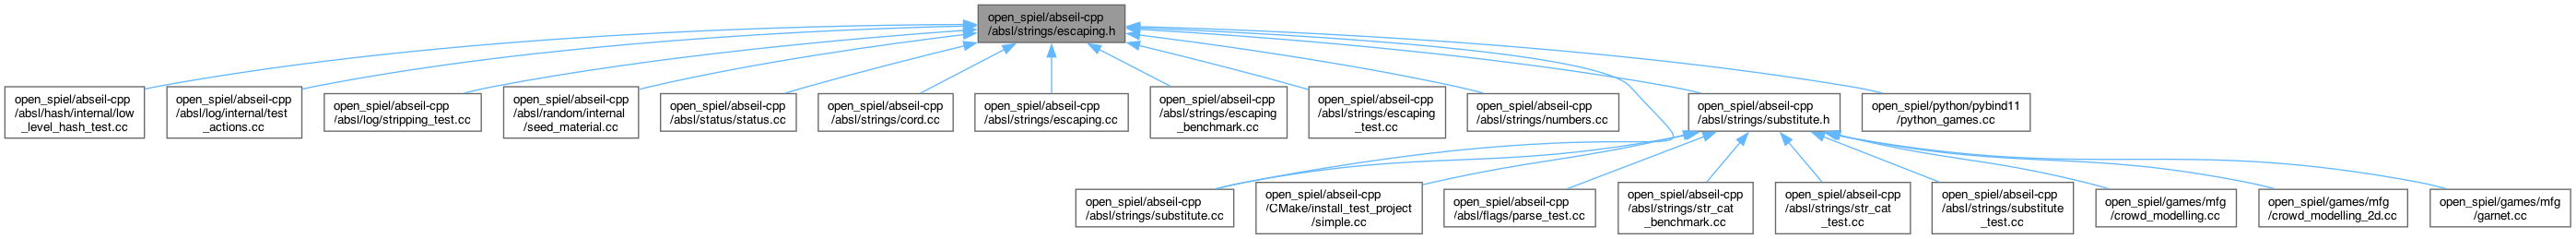 open_spiel/abseil-cpp
/absl/strings/escaping.h
open_spiel/abseil-cpp
/absl/hash/internal/low
_level_hash_test.cc
open_spiel/abseil-cpp
/absl/log/internal/test
_actions.cc
open_spiel/abseil-cpp
/absl/log/stripping_test.cc
open_spiel/abseil-cpp
/absl/random/internal
/seed_material.cc
open_spiel/abseil-cpp
/absl/status/status.cc
open_spiel/abseil-cpp
/absl/strings/cord.cc
open_spiel/abseil-cpp
/absl/strings/escaping.cc
open_spiel/abseil-cpp
/absl/strings/escaping
_benchmark.cc
open_spiel/abseil-cpp
/absl/strings/escaping
_test.cc
open_spiel/abseil-cpp
/absl/strings/numbers.cc
open_spiel/abseil-cpp
/absl/strings/substitute.h
open_spiel/python/pybind11
/python_games.cc
open_spiel/abseil-cpp
/absl/strings/substitute.cc
open_spiel/abseil-cpp
/CMake/install_test_project
/simple.cc
open_spiel/abseil-cpp
/absl/flags/parse_test.cc
open_spiel/abseil-cpp
/absl/strings/str_cat
_benchmark.cc
open_spiel/abseil-cpp
/absl/strings/str_cat
_test.cc
open_spiel/abseil-cpp
/absl/strings/substitute
_test.cc
open_spiel/games/mfg
/crowd_modelling.cc
open_spiel/games/mfg
/crowd_modelling_2d.cc
open_spiel/games/mfg
/garnet.cc